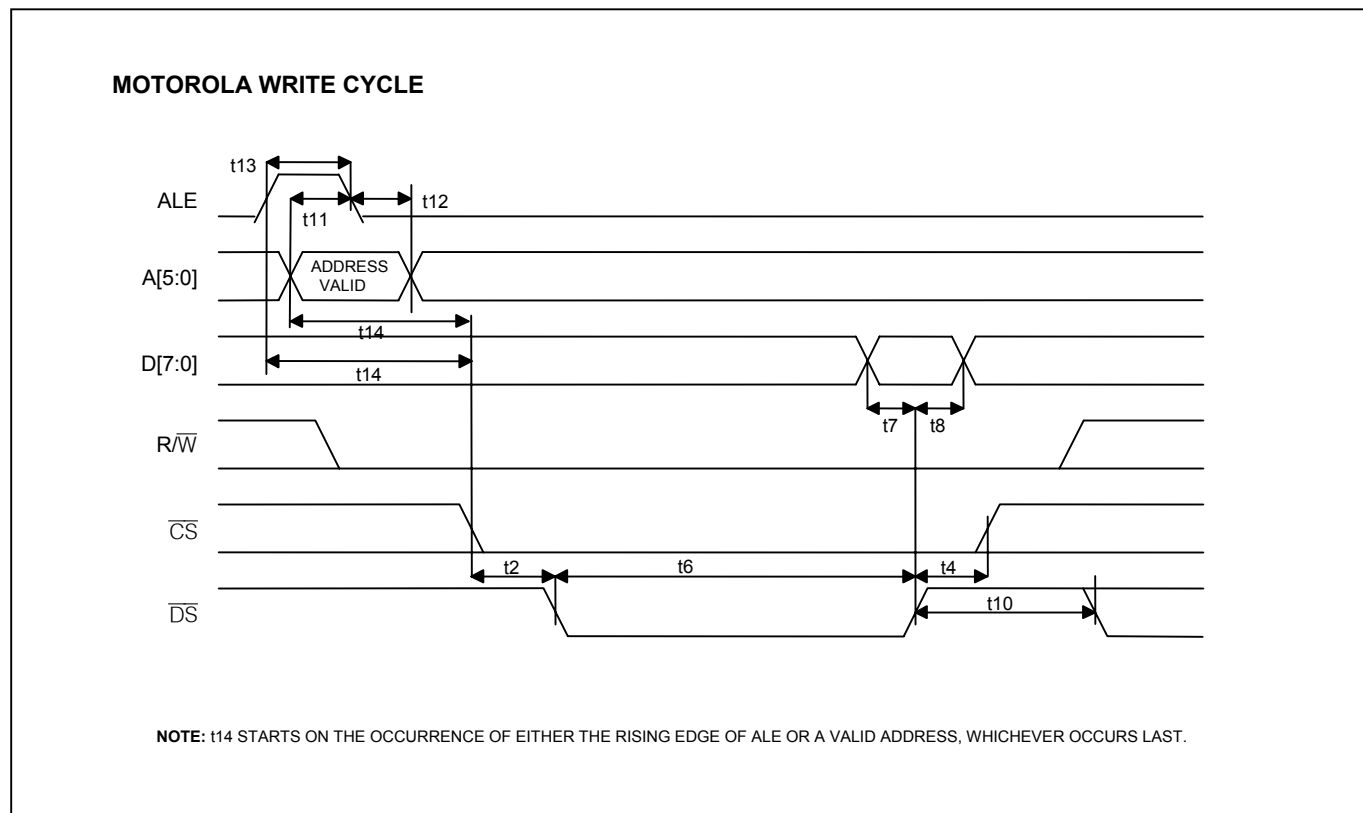 MOTOROLA WRITE CYCLE
t13
ALE
t11
t12
A[5:0]
ADDRESS
VALID
t14
D[7:0]
t14
t7
t8
R/W̅
C̅S̅
t2
t6
t4
D̅S̅
t10
NOTE: t14 STARTS ON THE OCCURRENCE OF EITHER THE RISING EDGE OF ALE OR A VALID ADDRESS, WHICHEVER OCCURS LAST.